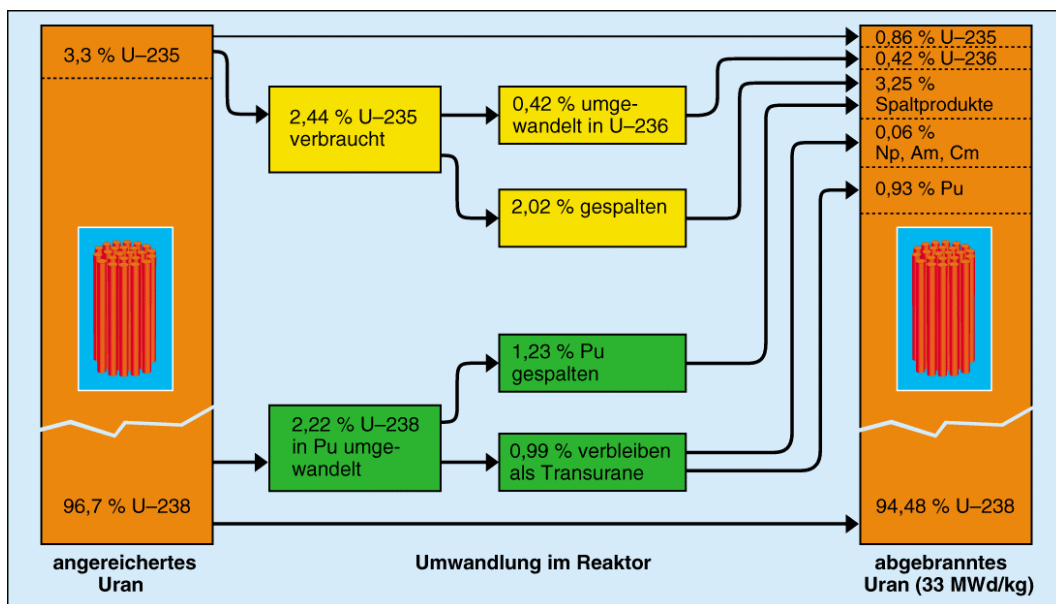 3,3 % U–235
96,7 % U–238
angereichertes
Uran
2,44 % U–235
verbraucht
0,42 % umge-
wandelt in U–236
2,02 % gespalten
1,23 % Pu
gespalten
2,22 % U–238
in Pu umge-
wandelt
0,99 % verbleiben
als Transurane
Umwandlung im Reaktor
0,86 % U–235
0,42 % U–236
3,25 %
Spaltprodukte
0,06 %
Np, Am, Cm
0,93 % Pu
94,48 % U–238
abgebranntes
Uran (33 MWd/kg)